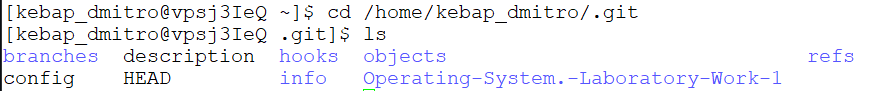 [kebap_dmitro@vpsj3IeQ ~]$ cd /home/kebap_dmitro/.git
[kebap_dmitro@vpsj3IeQ .git]$ ls
branches  description  hooks  objects                              refs
config    HEAD         info   Operating-System.-Laboratory-Work-1